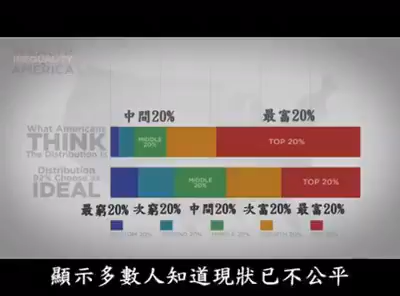 INEQUALITY
AMERICA
中間20%
最富20%
What Americans
THINK
The Distribution Is
MIDDLE
20%
TOP 20%
Distribution
92% Choose as
IDEAL
MIDDLE
20%
TOP 20%
最窮20%
次窮20%
中間20%
次富20%
最富20%
顯示多數人知道現狀已不公平